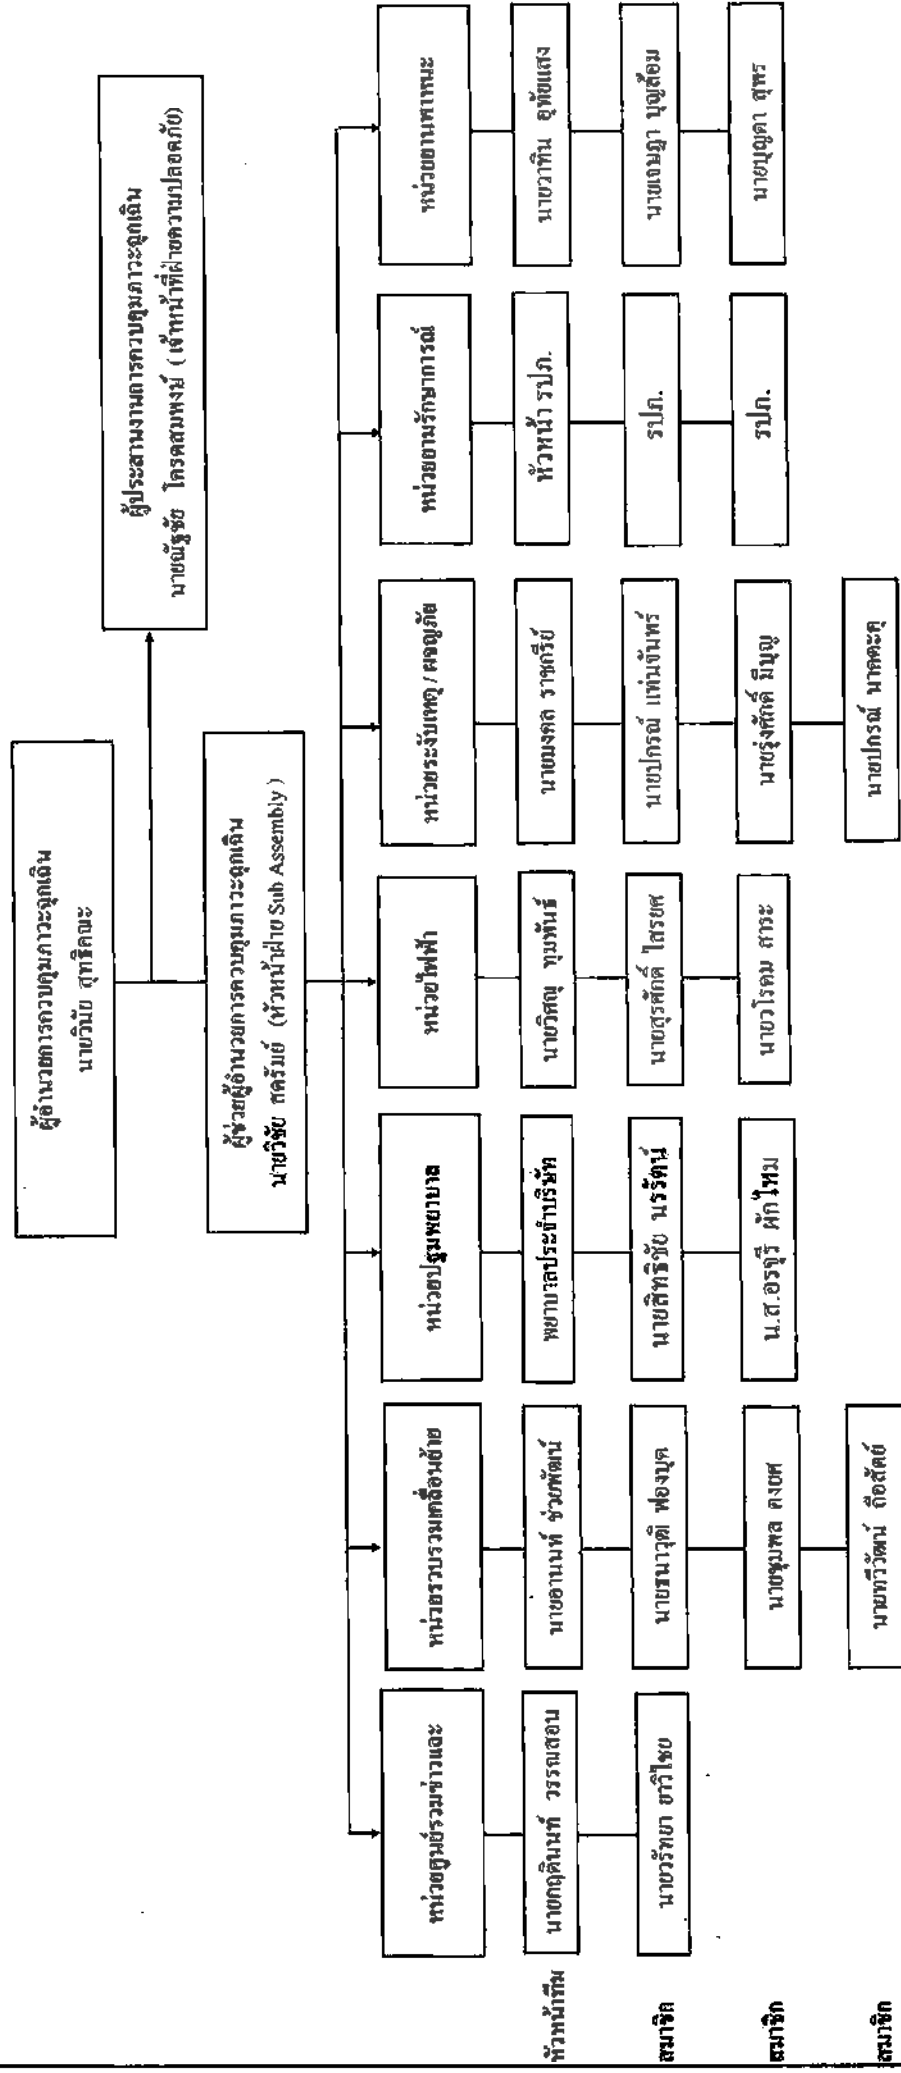 ผู้อำนวยการควบคุมภาวะฉุกเฉิน
นายวินัย สุทธิคณะ
ผู้ประสานงานการควบคุมภาวะฉุกเฉิน
นายณัฐชัย โครตสมพงษ์ ( เจ้าหน้าที่ฝ่ายความปลอดภัย)
ผู้ช่วยผู้อำนวยการควบคุมภาวะฉุกเฉิน
นายวิชัย (หัวหน้าฝ่าย Sub Assembly )
หน่วยศูนย์รวมข่าวและ
หน่วยรวบรวมเคลื่อนย้าย
หน่วยปฐมพยาบาล
หน่วยไฟฟ้า
หน่วยระงับเหตุ / ผจญภัย
หน่วยยามรักษาการณ์
หน่วยยานพาหนะ
หัวหน้าทีม
นายกฤตินนท์ วรรณสอน
นายอานนท์ ช่วยพัฒน์
พยาบาลประจำบริษัท
นายวิศณุ ทุมพันธ์
นายมงคล ราชกรีย์
หัวหน้า รปภ.
นายวาทิน อุทัยแสง
สมาชิก
นายวรัทยา ยาวิไชย
นายธนาวุฒิ ฟองบุค
นายสิทธิชัย นรรัตน์
นายสุรศักดิ์ ไสรยศ
นายปกรณ์ แท่นจันทร์
รปภ.
นายเจษฎา บุญล้อม
สมาชิก
นายชุมพล คงยศ
น.ส.อรจุรี ผักไหม
นายวโรดม สาระ
นายรุ่งศักดิ์ มีบุญ
รปภ.
นายบุญดา สุพร
สมาชิก
นายทวีวัฒน์ ถือสัตย์
นายปกรณ์ นาคตะคุ